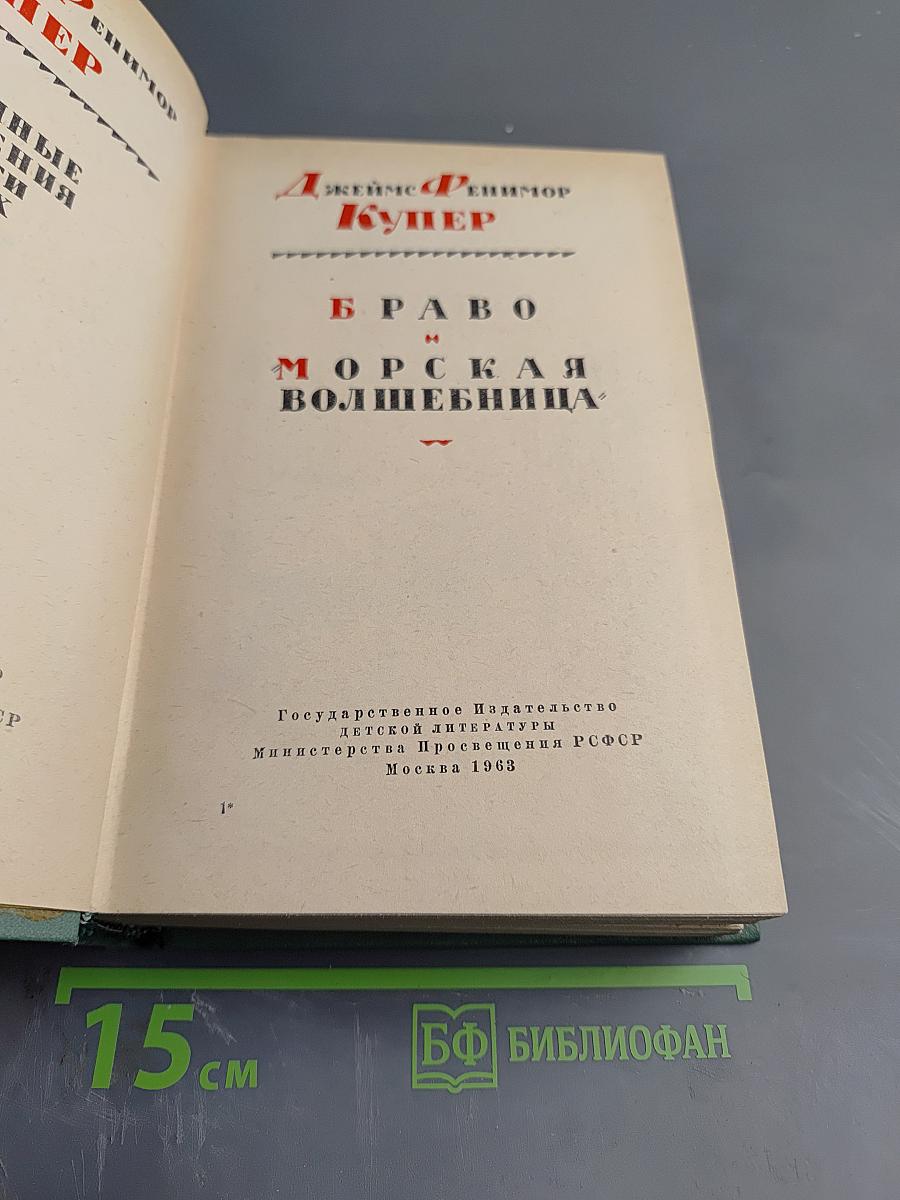 ЕНИМОР
Джеймс Фенимор
Купер
Браво
и
«Морская
волшебница»
Государственное Издательство
детской литературы
Министерства Просвещения РСФСР
Москва 1963
1*
15 см
БФ БИБЛИОФАН